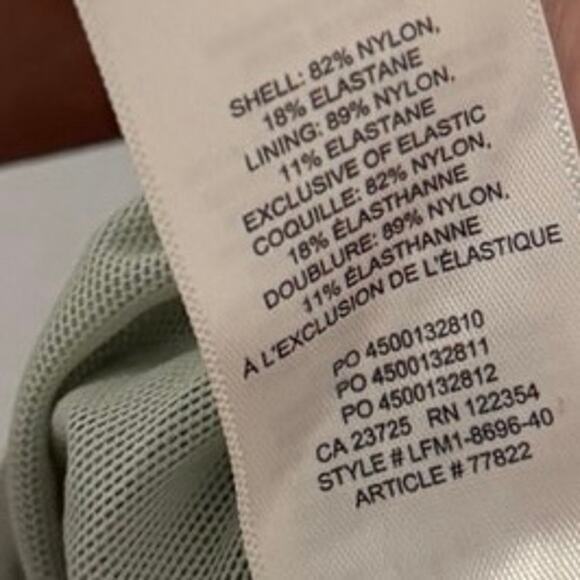 SHELL: 82% NYLON,
18% ELASTANE
LINING: 89% NYLON,
11% ELASTANE
EXCLUSIVE OF ELASTIC
COQUILLE: 82% NYLON,
18% ÉLASTHANNE
DOUBLURE: 89% NYLON,
11% ÉLASTHANNE
À L'EXCLUSION DE L'ÉLASTIQUE
PO 4500132810
PO 4500132811
PO 4500132812
CA 23725 RN 122354
STYLE # LFM1-8696-40
ARTICLE # 77822